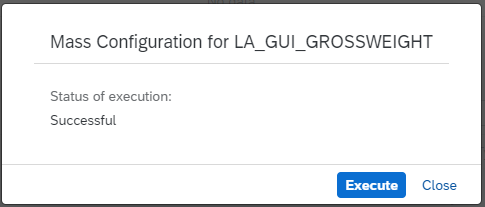 Mass Configuration for LA_GUI_GROSSWEIGHT
Status of execution:
Successful
Execute Close